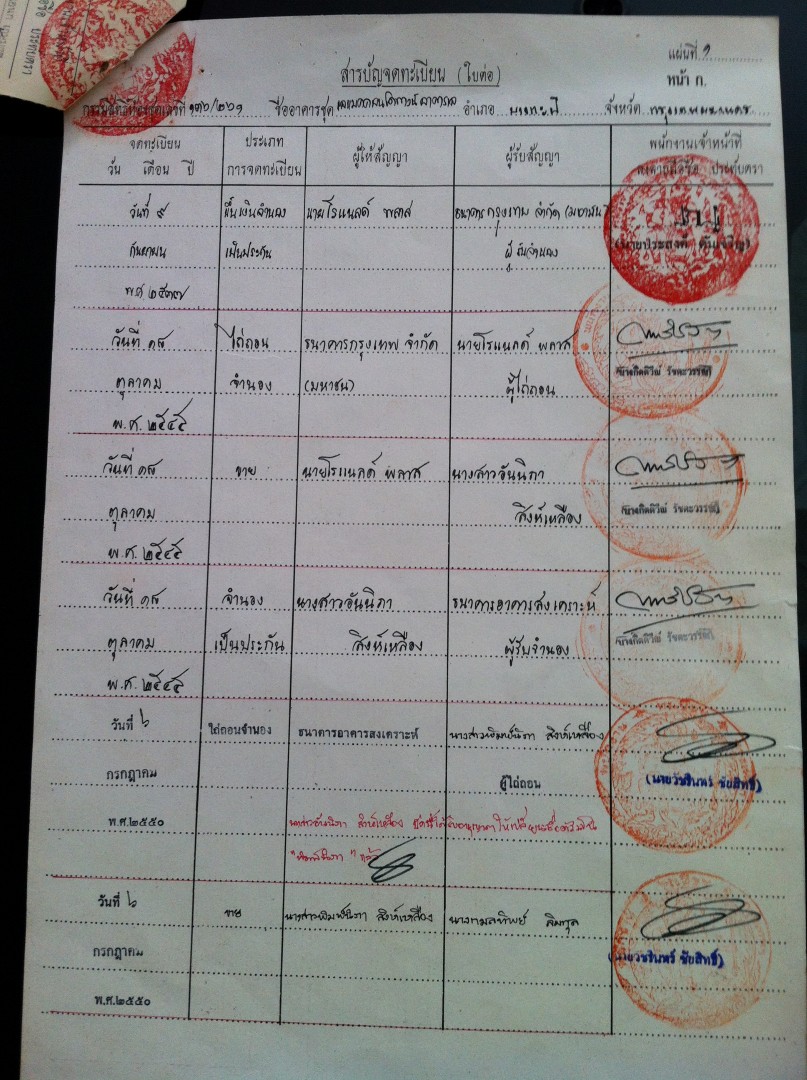 แผ่นที่ ๑
สารบัญจดทะเบียน (ใบต่อ)
หน้า ก.
ชื่ออาคารชุด อำเภอ จังหวัด กรุงเทพมหานคร
จดทะเบียน
วัน เดือน ปี
ประเภท
การจดทะเบียน
ผู้ให้สัญญา
ผู้รับสัญญา
พนักงานเจ้าหน้าที่
ลงลายมือชื่อ ประทับตรา
วันที่ ๙ ขึ้นเงินจำนอง นายโรแนลด์ พลาส ธนาคารกรุงเทพ จำกัด (มหาชน)
กันยายน เป็นประกัน ผู้รับจำนอง
พ.ศ. ๒๕๓๗
วันที่ ๑๘ ไถ่ถอน ธนาคารกรุงเทพ จำกัด นายโรแนลด์ พลาส
ตุลาคม จำนอง (มหาชน) ผู้ไถ่ถอน
พ.ศ. ๒๕๔๕
วันที่ ๑๘ ขาย นายโรแนลด์ พลาส นางสาวอันนิภา
ตุลาคม สิงห์เหลือง
พ.ศ. ๒๕๔๕
วันที่ ๑๘ จำนอง นางสาวอันนิภา ธนาคารอาคารสงเคราะห์
ตุลาคม เป็นประกัน สิงห์เหลือง ผู้รับจำนอง
พ.ศ. ๒๕๔๕
วันที่ ๖ ไถ่ถอนจำนอง ธนาคารอาคารสงเคราะห์ นางสาวพิมพ์นิภา สิงห์เหลือง
กรกฎาคม ผู้ไถ่ถอน (นายวัชรินทร์ ชัยสิทธิ์)
พ.ศ.๒๕๕๐ นางสาวอันนิภา สิงห์เหลือง
"พิมพ์นิภา" แล้ว
วันที่ ๖ ขาย นางสาวพิมพ์นิภา สิงห์เหลือง นางกมลทิพย์
กรกฎาคม (นายวัชรินทร์ ชัยสิทธิ์)
พ.ศ.๒๕๕๐